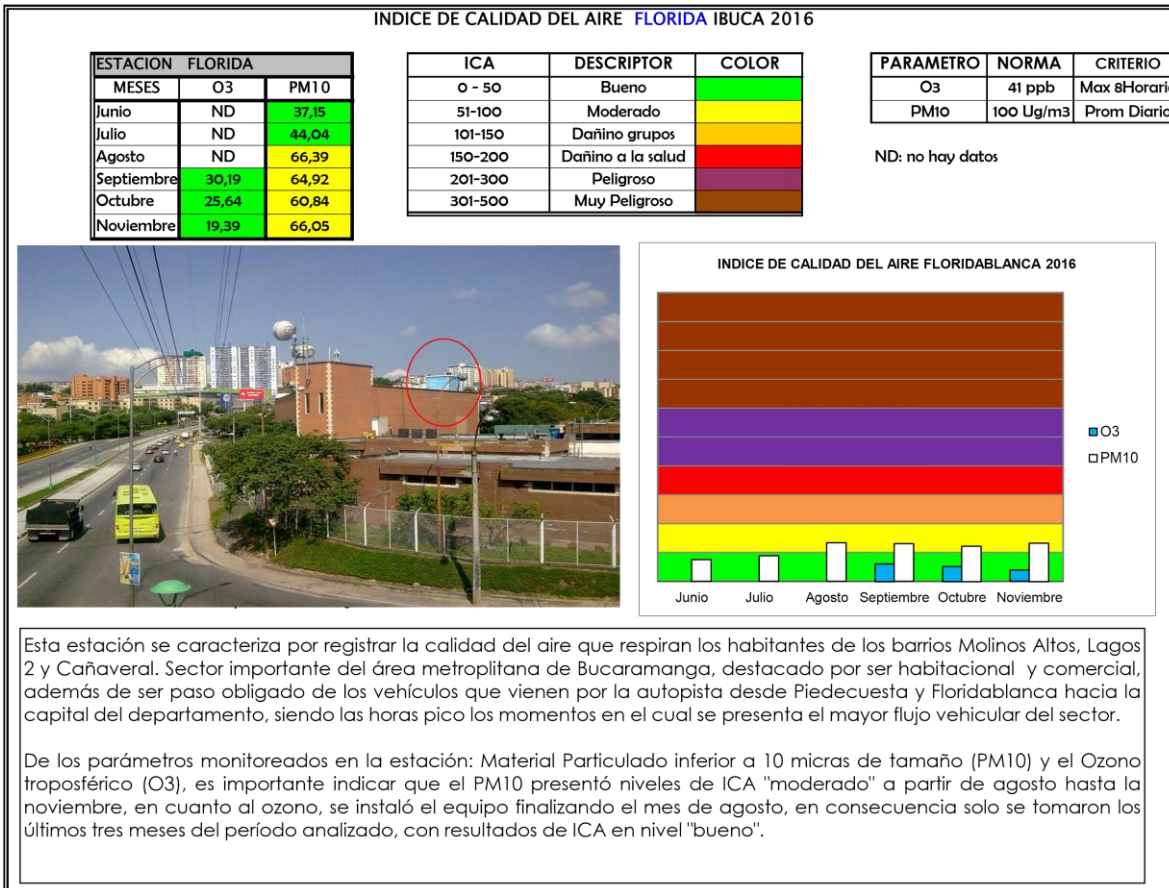 INDICE DE CALIDAD DEL AIRE FLORIDA IBUCA 2016
ESTACION FLORIDA
MESES O3 PM10
Junio ND 37,15
Julio ND 44,04
Agosto ND 66,39
Septiembre 30,19 64,92
Octubre 25,64 60,84
Noviembre 19,39 66,05
ICA DESCRIPTOR COLOR
0 - 50 Bueno
51-100 Moderado
101-150 Dañino grupos
150-200 Dañino a la salud
201-300 Peligroso
301-500 Muy Peligroso
PARAMETRO NORMA CRITERIO
O3 41 ppb Max 8Horario
PM10 100 Ug/m3 Prom Diario
ND: no hay datos
INDICE DE CALIDAD DEL AIRE FLORIDABLANCA 2016
O3
PM10
Junio Julio Agosto Septiembre Octubre Noviembre
Esta estación se caracteriza por registrar la calidad del aire que respiran los habitantes de los barrios Molinos Altos, Lagos
2 y Cañaveral. Sector importante del área metroplitana de Bucaramanga, destacado por ser habitacional y comercial,
además de ser paso obligado de los vehículos que vienen por la autopista desde Piedecuesta y Floridablanca hacia la
capital del departamento, siendo las horas pico los momentos en el cual se presenta el mayor flujo vehicular del sector.
De los parámetros monitoreados en la estación: Material Particulado inferior a 10 micras de tamaño (PM10) y el Ozono
troposférico (O3), es importante indicar que el PM10 presentó niveles de ICA "moderado" a partir de agosto hasta la
noviembre, en cuanto al ozono, se instaló el equipo finalizando el mes de agosto, en consecuencia solo se tomaron los
últimos tres meses del período analizado, con resultados de ICA en nivel "bueno".